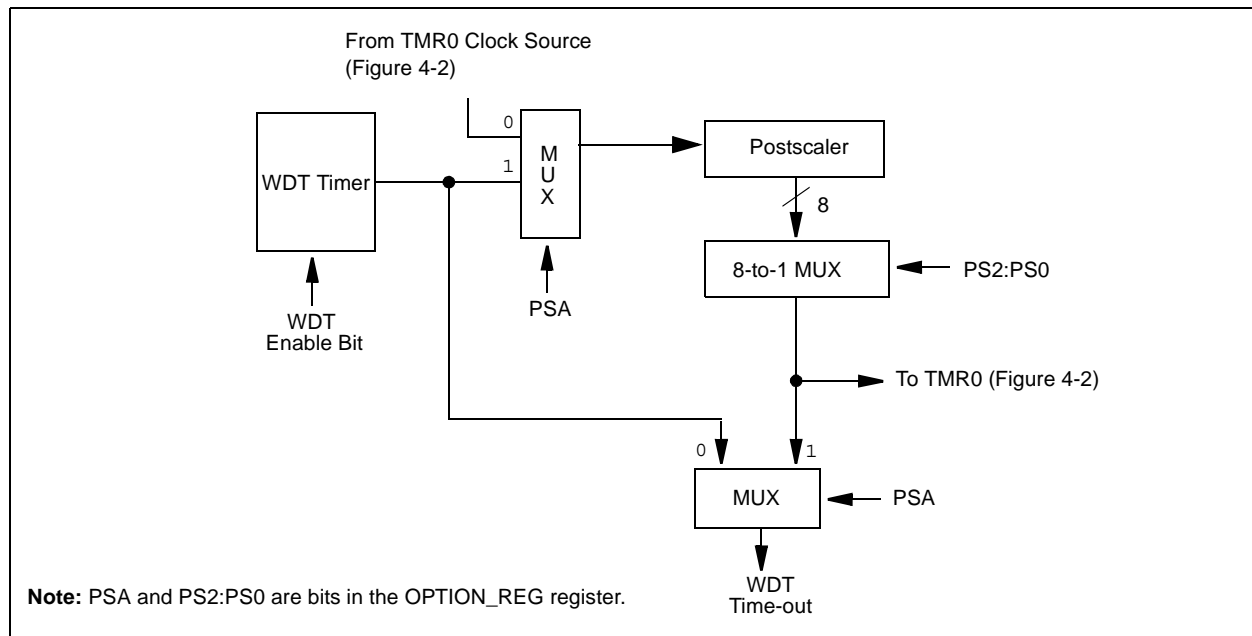 From TMR0 Clock Source
(Figure 4-2)
0
1
M
U
X
Postscaler
WDT Timer
8
8-to-1 MUX
PS2:PS0
PSA
WDT
Enable Bit
To TMR0 (Figure 4-2)
0
1
MUX
PSA
WDT
Time-out
Note: PSA and PS2:PS0 are bits in the OPTION_REG register.